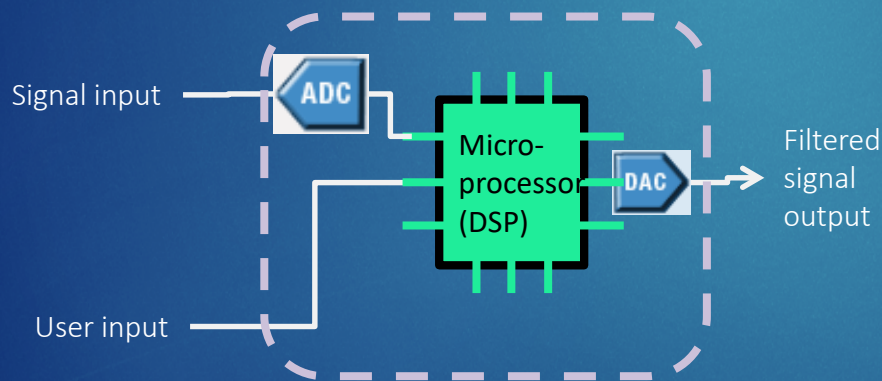 Signal input
ADC
Micro-
processor
(DSP)
DAC
Filtered
signal
output
User input